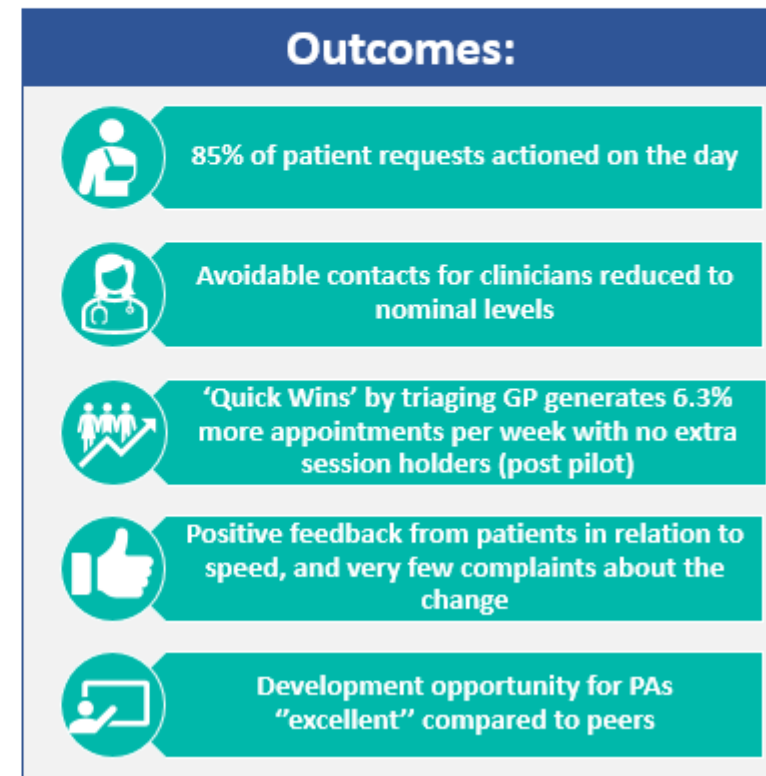 Outcomes:
85% of patient requests actioned on the day
Avoidable contacts for clinicians reduced to
nominal levels
‘Quick Wins’ by triaging GP generates 6.3%
more appointments per week with no extra
session holders (post pilot)
Positive feedback from patients in relation to
speed, and very few complaints about the
change
Development opportunity for PAs
‘’excellent’’ compared to peers